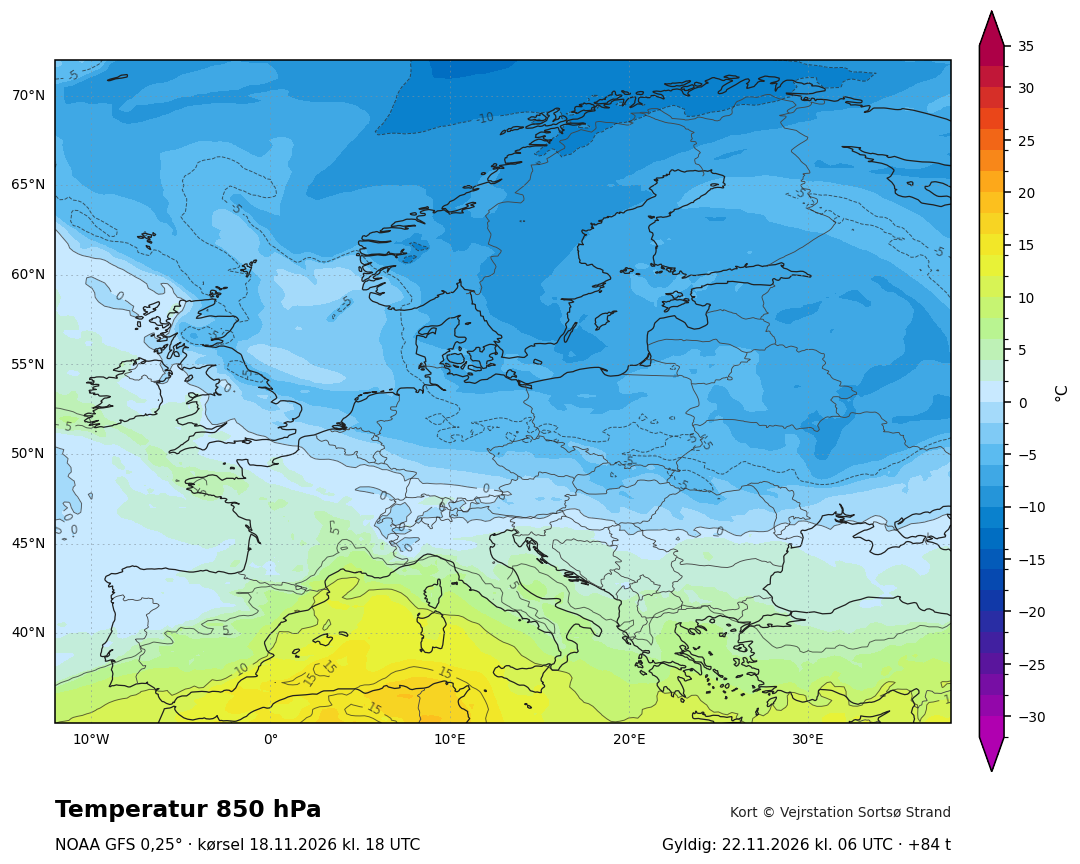 70°N
65°N
60°N
55°N
50°N
45°N
40°N
10°W
0°
10°E
20°E
30°E
35
30
25
20
15
10
5
0
−5
−10
−15
−20
−25
−30
°C
Temperatur 850 hPa
Kort © Vejrstation Sortsø Strand
NOAA GFS 0,25° · kørsel 18.11.2026 kl. 18 UTC
Gyldig: 22.11.2026 kl. 06 UTC · +84 t